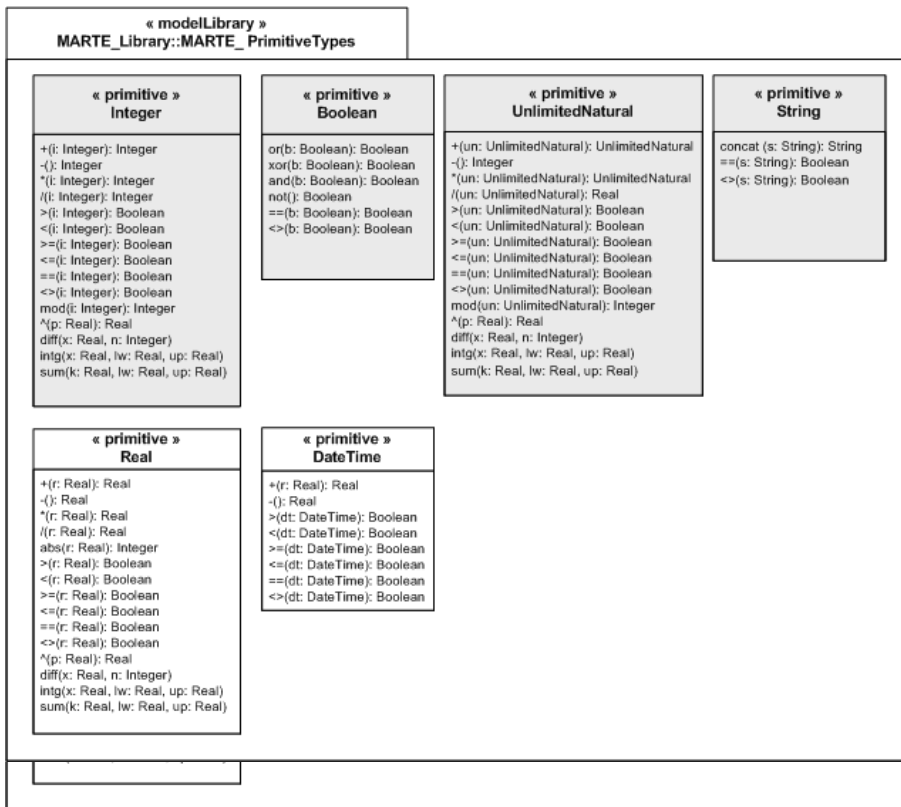 « modelLibrary »
MARTE_Library::MARTE_ PrimitiveTypes
« primitive »
Integer
+(i: Integer): Integer
-(): Integer
*(i: Integer): Integer
/(i: Integer): Integer
>(i: Integer): Boolean
<(i: Integer): Boolean
>=(i: Integer): Boolean
<=(i: Integer): Boolean
==(i: Integer): Boolean
<>(i: Integer): Boolean
mod(i: Integer): Integer
^(p: Real): Real
diff(x: Real, n: Integer)
intg(x: Real, lw: Real, up: Real)
sum(k: Real, lw: Real, up: Real)
« primitive »
Boolean
or(b: Boolean): Boolean
xor(b: Boolean): Boolean
and(b: Boolean): Boolean
not(): Boolean
==(b: Boolean): Boolean
<>(b: Boolean): Boolean
« primitive »
UnlimitedNatural
+(un: UnlimitedNatural): UnlimitedNatural
-(): Integer
*(un: UnlimitedNatural): UnlimitedNatural
/(un: UnlimitedNatural): Real
>(un: UnlimitedNatural): Boolean
<(un: UnlimitedNatural): Boolean
>=(un: UnlimitedNatural): Boolean
<=(un: UnlimitedNatural): Boolean
==(un: UnlimitedNatural): Boolean
<>(un: UnlimitedNatural): Boolean
mod(un: UnlimitedNatural): Integer
^(p: Real): Real
diff(x: Real, n: Integer)
intg(x: Real, lw: Real, up: Real)
sum(k: Real, lw: Real, up: Real)
« primitive »
String
concat (s: String): String
==(s: String): Boolean
<>(s: String): Boolean
« primitive »
Real
+(r: Real): Real
-(): Real
*(r: Real): Real
/(r: Real): Real
abs(r: Real): Integer
>(r: Real): Boolean
<(r: Real): Boolean
>=(r: Real): Boolean
<=(r: Real): Boolean
==(r: Real): Boolean
<>(r: Real): Boolean
^(p: Real): Real
diff(x: Real, n: Integer)
intg(x: Real, lw: Real, up: Real)
sum(k: Real, lw: Real, up: Real)
« primitive »
DateTime
+(r: Real): Real
-(): Real
>(dt: DateTime): Boolean
<(dt: DateTime): Boolean
>=(dt: DateTime): Boolean
<=(dt: DateTime): Boolean
==(dt: DateTime): Boolean
<>(dt: DateTime): Boolean